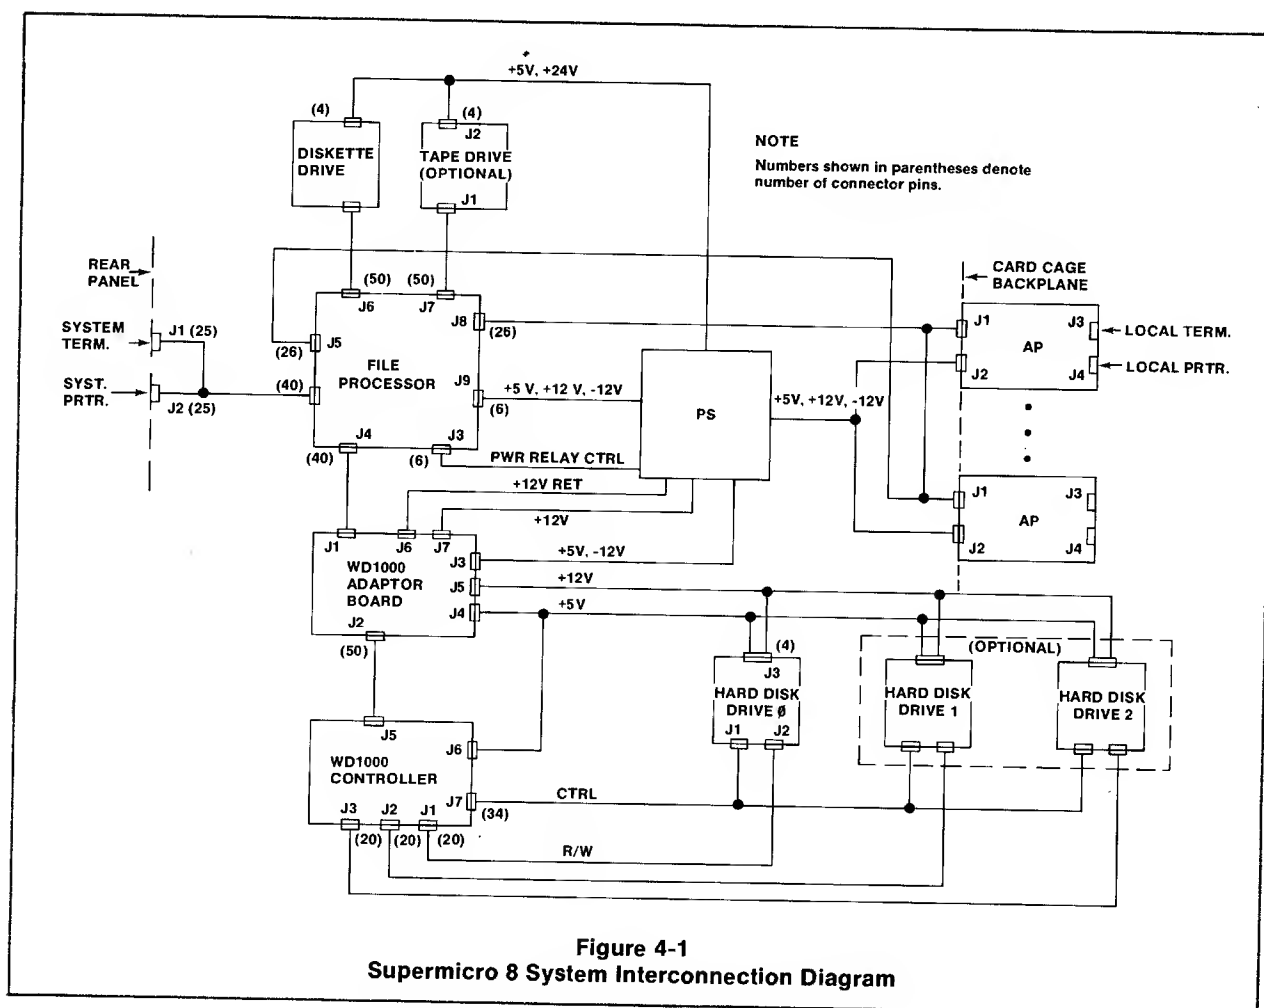 +5V, +24V
(4)
(4)
J2
DISKETTE
DRIVE
TAPE DRIVE
(OPTIONAL)
J1
NOTE
Numbers shown in parentheses denote
number of connector pins.
REAR
PANEL
(50)
(50)
J6
J7
J8
(26)
CARD CAGE
BACKPLANE
SYSTEM
TERM.
J1 (25)
J5
(26)
FILE
PROCESSOR
J1
J3
AP
LOCAL TERM.
J2
J4
LOCAL PRTR.
SYST.
PRTR.
J2 (25)
(40)
J9
+5 V, +12 V, -12V
(6)
PS
+5V, +12V, -12V
J4
J3
(40)
(6)
PWR RELAY CTRL
+12V RET
+12V
J1
J3
AP
J2
J4
J1
J6
J7
J3
+5V, -12V
WD1000
ADAPTOR
BOARD
J5
+12V
J4
+5V
J2
(50)
(4)
J3
HARD DISK
DRIVE Ø
J1
J2
(OPTIONAL)
HARD DISK
DRIVE 1
HARD DISK
DRIVE 2
J5
J6
WD1000
CONTROLLER
J7
(34)
CTRL
J3
J2
J1
(20)
(20)
(20)
R/W
Figure 4-1
Supermicro 8 System Interconnection Diagram